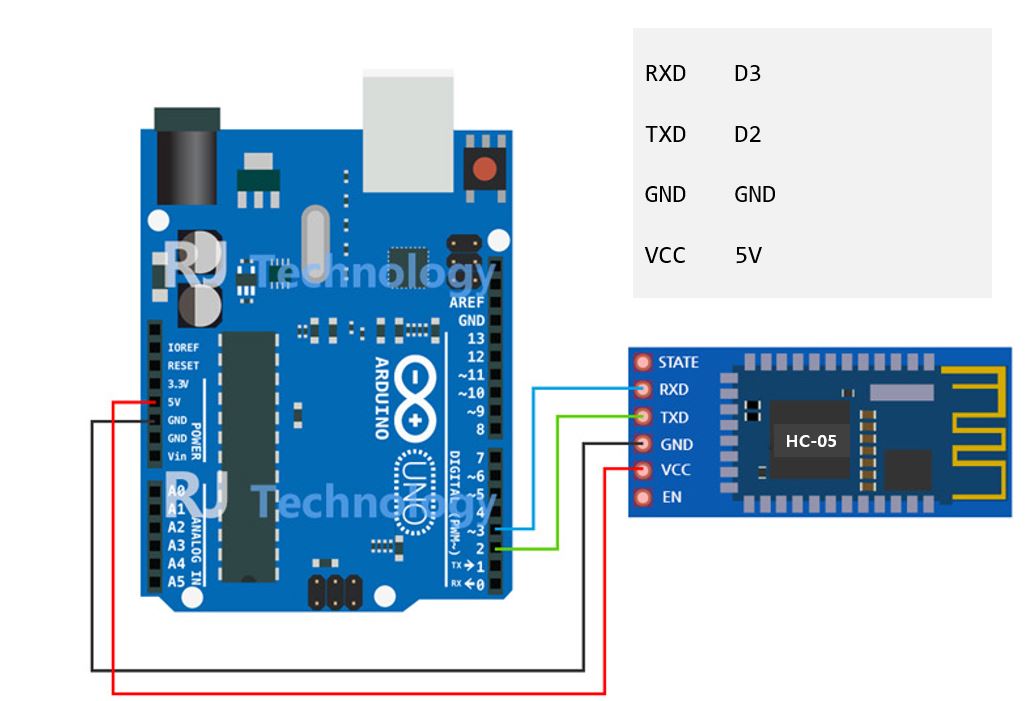 RXD D3
TXD D2
GND GND
VCC 5V
RJ Technology
AREF
GND
13
12
~11
~10
~9
8
IOREF
RESET
3.3V
5V
GND
GND
Vin
POWER
ARDUINO
UNO
7
~6
~5
4
~3
2
TX→1
RX←0
DIGITAL (PWM~)
RJ Technology
A0
A1
A2
A3
A4
A5
ANALOG IN
STATE
RXD
TXD
GND
VCC
EN
HC-05